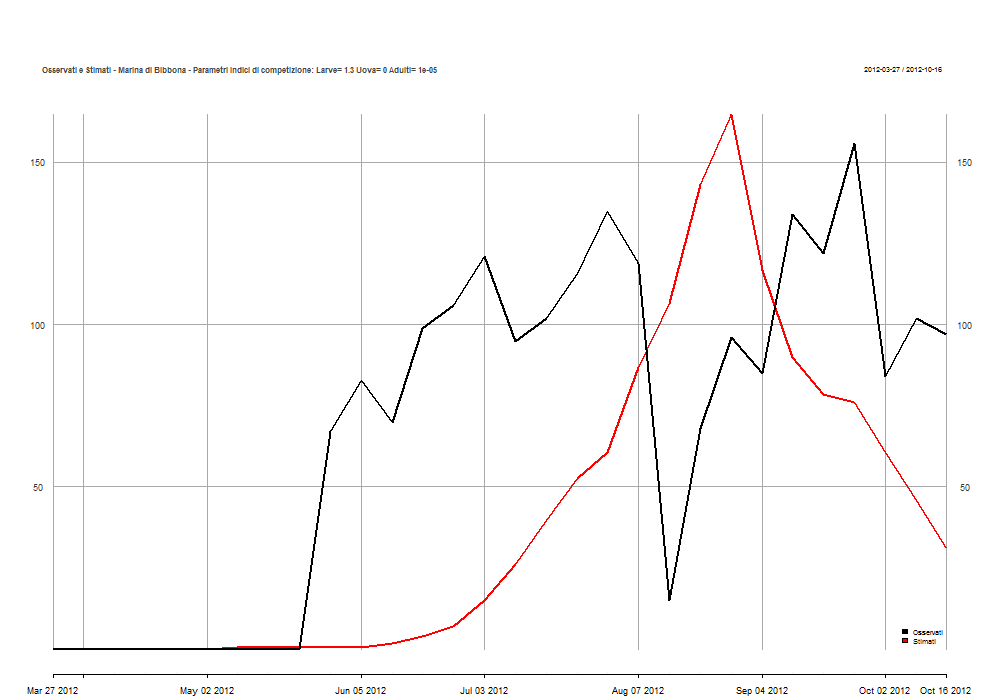 Osservati e Stimati - Marina di Bibbona - Parametri indici di competizione: Larve= 1.3 Uova= 0 Adulti= 1e-05
2012-03-27 / 2012-10-16
150 150
100 100
50 50
Osservati
Stimati
Mar 27 2012 May 02 2012 Jun 05 2012 Jul 03 2012 Aug 07 2012 Sep 04 2012 Oct 02 2012 Oct 16 2012